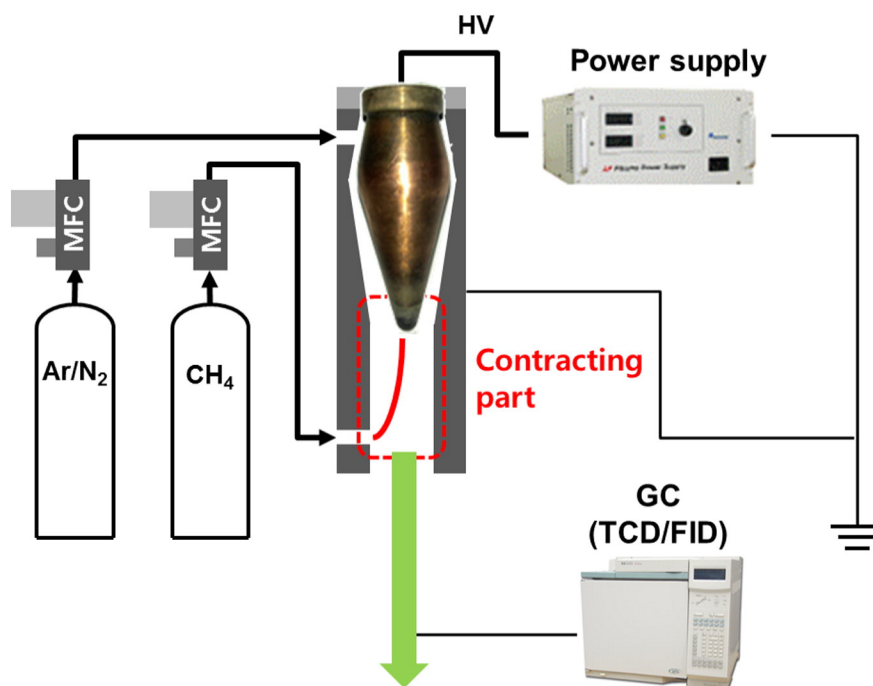 HV
Power supply
MFC
MFC
Ar/N₂
CH₄
Contracting
part
GC
(TCD/FID)